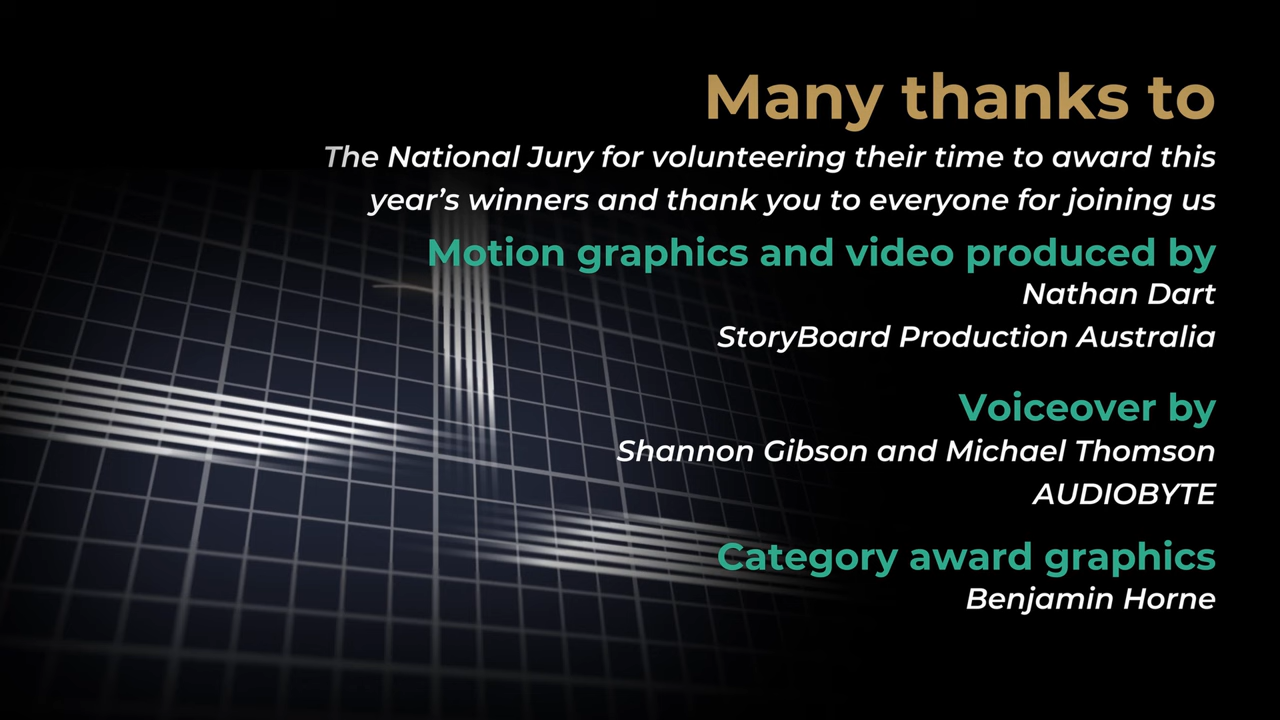 Many thanks to
The National Jury for volunteering their time to award this
year’s winners and thank you to everyone for joining us
Motion graphics and video produced by
Nathan Dart
StoryBoard Production Australia
Voiceover by
Shannon Gibson and Michael Thomson
AUDIOBYTE
Category award graphics
Benjamin Horne